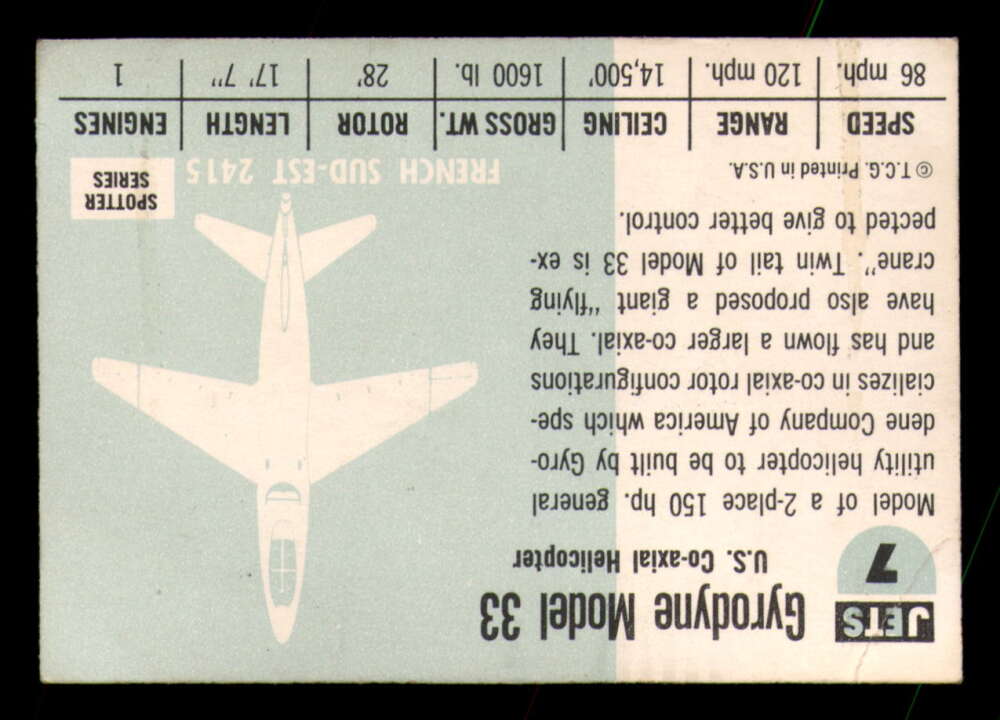 JETS
7
Gyrodyne Model 33
U.S. Co-axial Helicopter
Model of a 2-place 150 hp. general
utility helicopter to be built by Gyro-
dene Company of America which spe-
cializes in co-axial rotor configurations
and has flown a larger co-axial. They
have also proposed a giant "flying
crane". Twin tail of Model 33 is ex-
pected to give better control.
© T.C.G. Printed in U.S.A.
SPOTTER
SERIES
FRENCH SUD-EST 2415
SPEED RANGE CEILING GROSS WT. ROTOR LENGTH ENGINES
86 mph. 120 mph. 14,500' 1600 lb. 28' 17' 7" 1